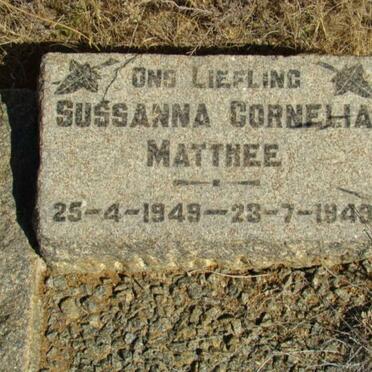 ONS LIEFLING
SUSSANNA CORNELIA
MATTHEE
25-4-1949-23-7-1949